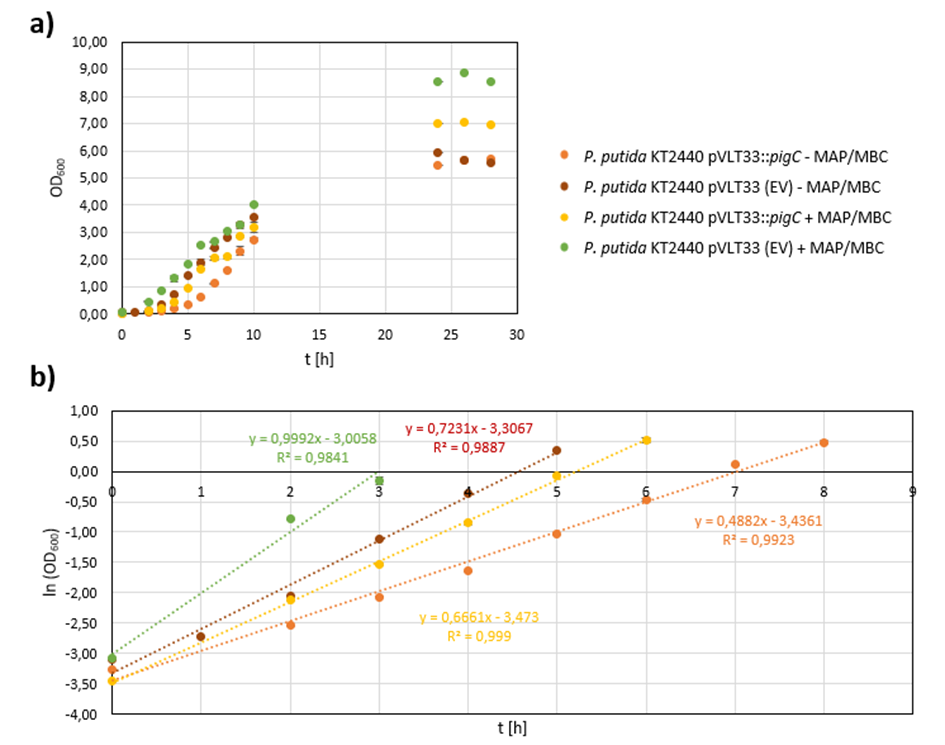 a)
10,00
9,00
8,00
7,00
6,00
5,00
4,00
3,00
2,00
1,00
0,00
OD600
0 5 10 15 20 25 30
t [h]
P. putida KT2440 pVLT33::pigC - MAP/MBC
P. putida KT2440 pVLT33 (EV) - MAP/MBC
P. putida KT2440 pVLT33::pigC + MAP/MBC
P. putida KT2440 pVLT33 (EV) + MAP/MBC
b)
1,00
0,50
0,00
-0,50
-1,00
-1,50
-2,00
-2,50
-3,00
-3,50
-4,00
ln (OD600)
y = 0,9992x - 3,0058
R² = 0,9841
y = 0,7231x - 3,3067
R² = 0,9887
0 1 2 3 4 5 6 7 8 9
y = 0,4882x - 3,4361
R² = 0,9923
y = 0,6661x - 3,473
R² = 0,999
t [h]